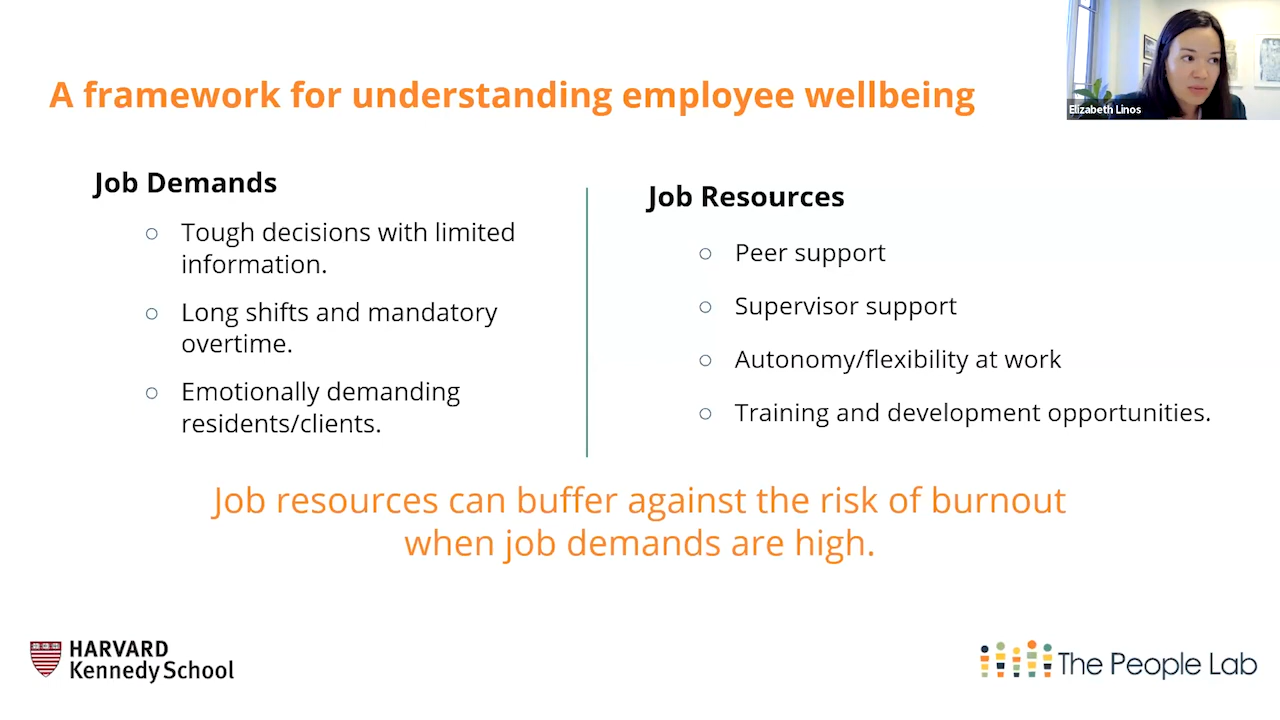 A framework for understanding employee wellbeing
Elizabeth Linos
Job Demands
○ Tough decisions with limited
information.
○ Long shifts and mandatory
overtime.
○ Emotionally demanding
residents/clients.
Job Resources
○ Peer support
○ Supervisor support
○ Autonomy/flexibility at work
○ Training and development opportunities.
Job resources can buffer against the risk of burnout
when job demands are high.
HARVARD
Kennedy School
The People Lab